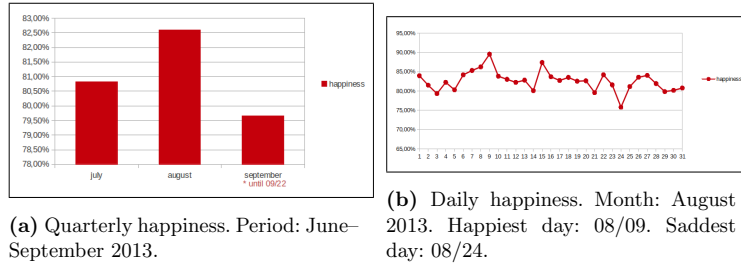 83,00%
82,00%
81,00%
80,00%
79,00%
78,00%
82,50%
81,50%
80,50%
79,50%
78,50%
july
august
september
* until 09/22
happiness
(a) Quarterly happiness. Period: June–
September 2013.
95,00%
90,00%
85,00%
80,00%
75,00%
70,00%
65,00%
1 2 3 4 5 6 7 8 9 10 11 12 13 14 15 16 17 18 19 20 21 22 23 24 25 26 27 28 29 30 31
happiness
(b) Daily happiness. Month: August
2013. Happiest day: 08/09. Saddest
day: 08/24.